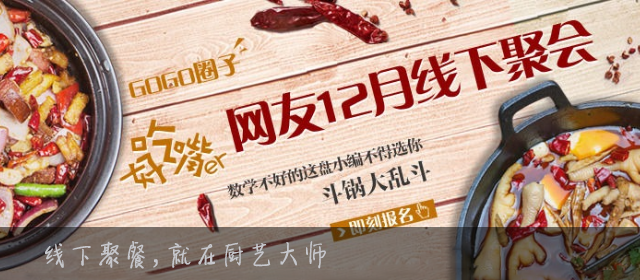 GOGO圈子
好吃嘴er
网友12月线下聚会
数学不好的这盘小编不得选你
斗锅大乱斗
即刻报名
线下聚餐,就在厨艺大师